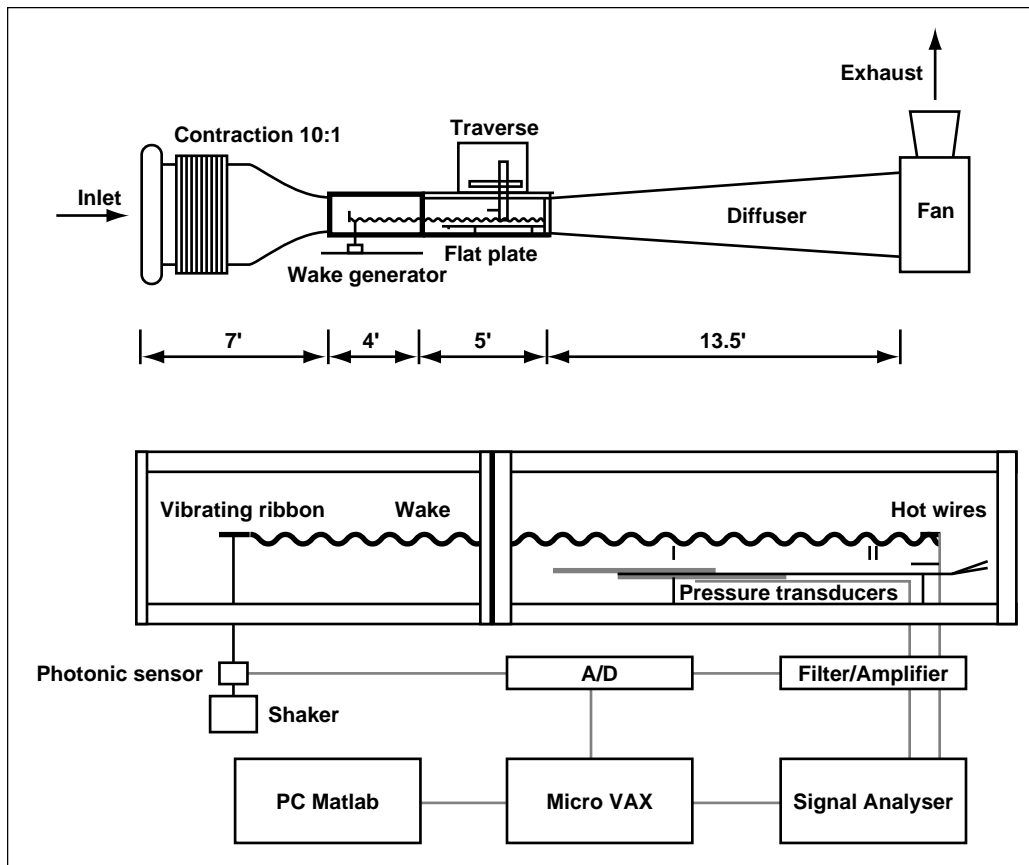 Exhaust
Contraction 10:1
Traverse
Inlet
Diffuser
Fan
Flat plate
Wake generator
7'
4'
5'
13.5'
Vibrating ribbon
Wake
Hot wires
Pressure transducers
Photonic sensor
A/D
Filter/Amplifier
Shaker
PC Matlab
Micro VAX
Signal Analyser